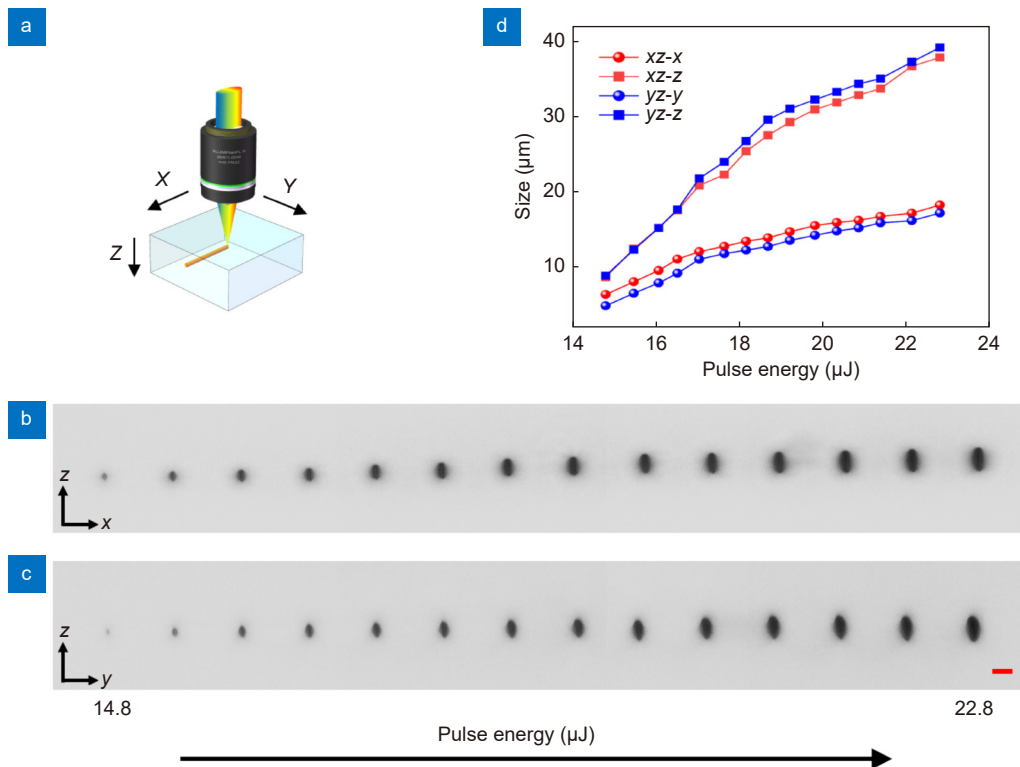 a
X
Y
Z
d
40
30
20
10
Size (µm)
xz-x
xz-z
yz-y
yz-z
14
16
18
20
22
24
Pulse energy (µJ)
b
z
x
c
z
y
14.8
22.8
Pulse energy (µJ)